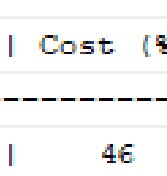 | Cost (%
-----------
| 46